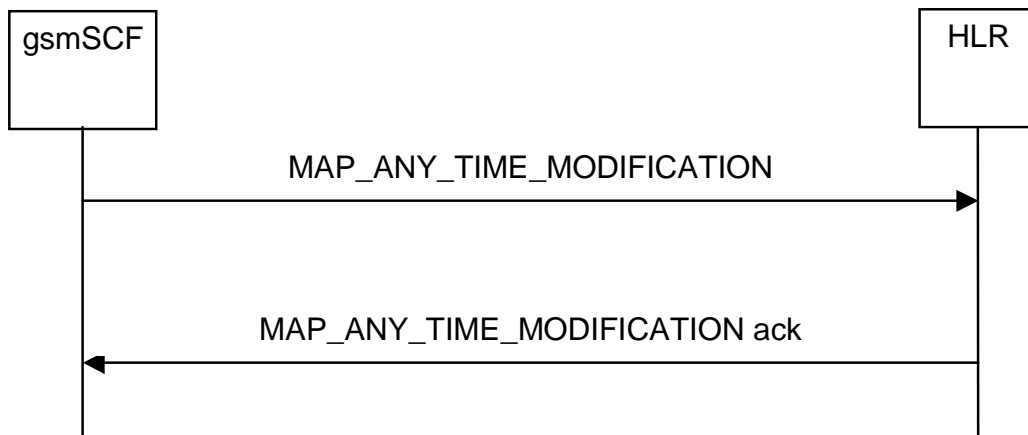 gsmSCF
HLR
MAP_ANY_TIME_MODIFICATION
MAP_ANY_TIME_MODIFICATION ack